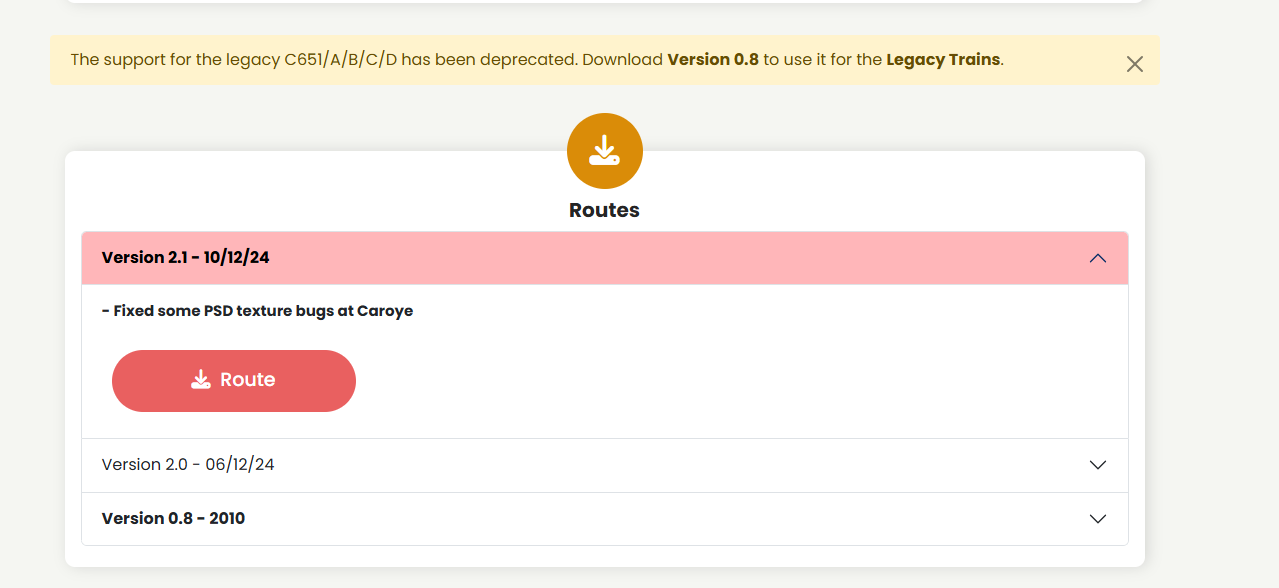 The support for the legacy C651/A/B/C/D has been deprecated. Download Version 0.8 to use it for the Legacy Trains.
Routes
Version 2.1 - 10/12/24
- Fixed some PSD texture bugs at Caroye
Route
Version 2.0 - 06/12/24
Version 0.8 - 2010